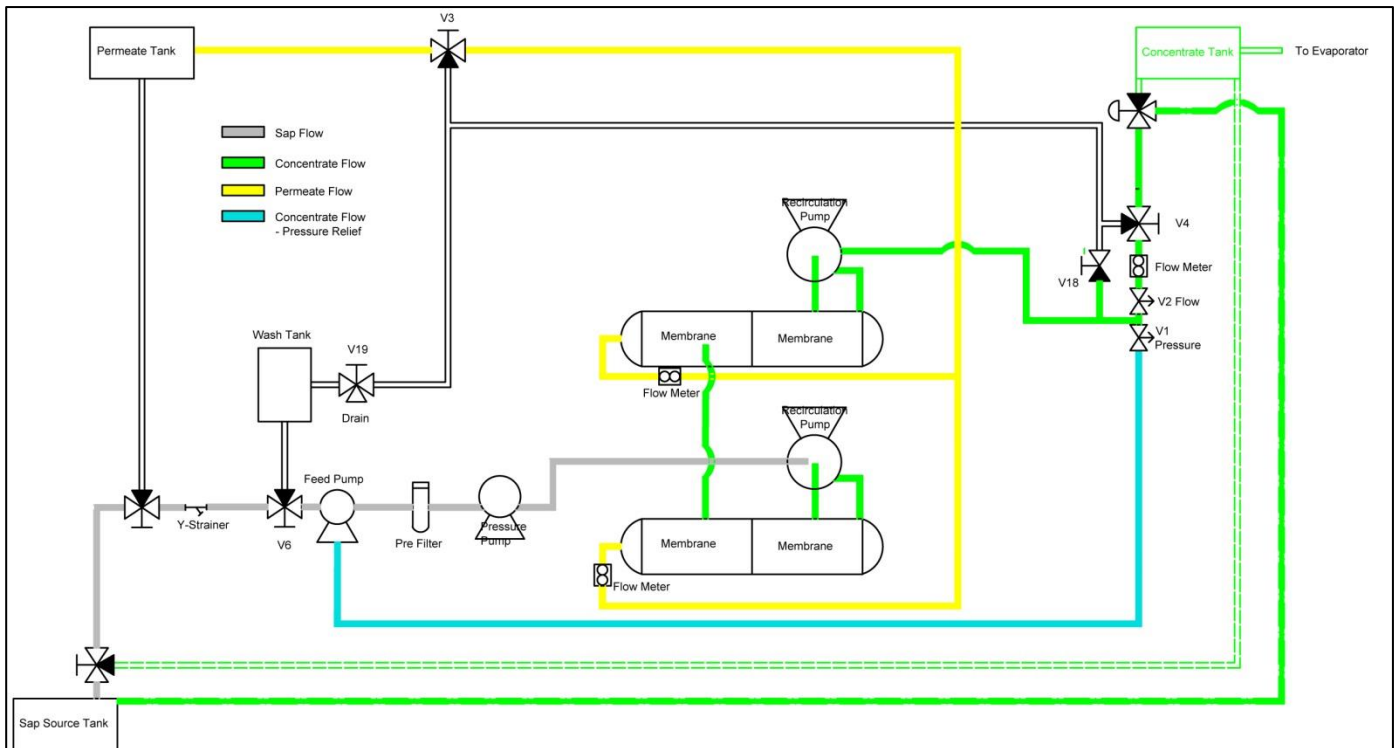 V3
Permeate Tank
Concentrate Tank
To Evaporator
Sap Flow
Concentrate Flow
Permeate Flow
Concentrate Flow
- Pressure Relief
Recirculation
Pump
V4
Flow Meter
V18
V2 Flow
V1
Pressure
Membrane
Membrane
Flow Meter
Wash Tank
V19
Drain
Recirculation
Pump
Feed Pump
Y-Strainer
V6
Pre Filter
Pressure
Pump
Membrane
Membrane
Flow Meter
Sap Source Tank